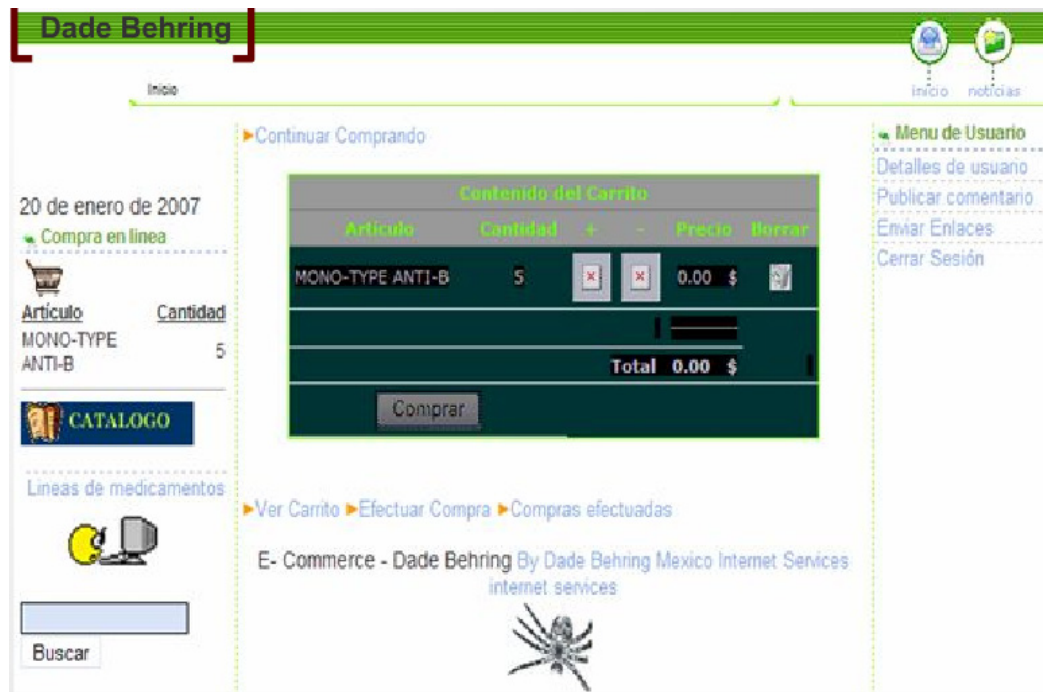 Dade Behring
inicio noticias
Inicio
Continuar Comprando
20 de enero de 2007
Compra en linea
Artículo Cantidad
MONO-TYPE ANTI-B 5
CATALOGO
Lineas de medicamentos
Buscar
Contenido del Carrito
Artículo Cantidad + - Precio Borrar
MONO-TYPE ANTI-B 5 0.00 $
Total 0.00 $
Comprar
Ver Carrito Efectuar Compra Compras efectuadas
E- Commerce - Dade Behring By Dade Behring Mexico Internet Services
internet services
Menu de Usuario
Detalles de usuario
Publicar comentario
Enviar Enlaces
Cerrar Sesión